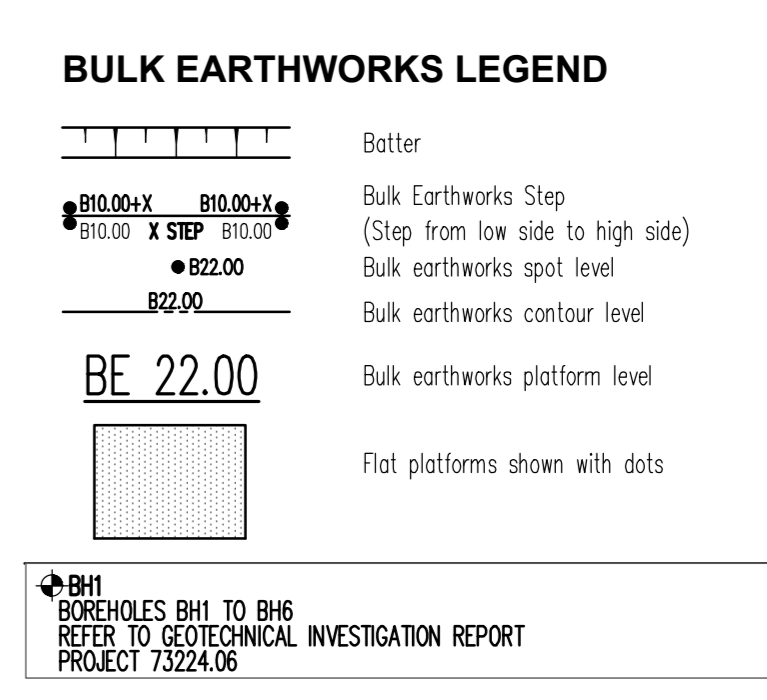 BULK EARTHWORKS LEGEND
Batter
B10.00+X B10.00+X
B10.00 X STEP B10.00
Bulk Earthworks Step
(Step from low side to high side)
B22.00
Bulk earthworks spot level
B22.00
Bulk earthworks contour level
BE 22.00
Bulk earthworks platform level
Flat platforms shown with dots
BH1
BOREHOLES BH1 TO BH6
REFER TO GEOTECHNICAL INVESTIGATION REPORT
PROJECT 73224.06